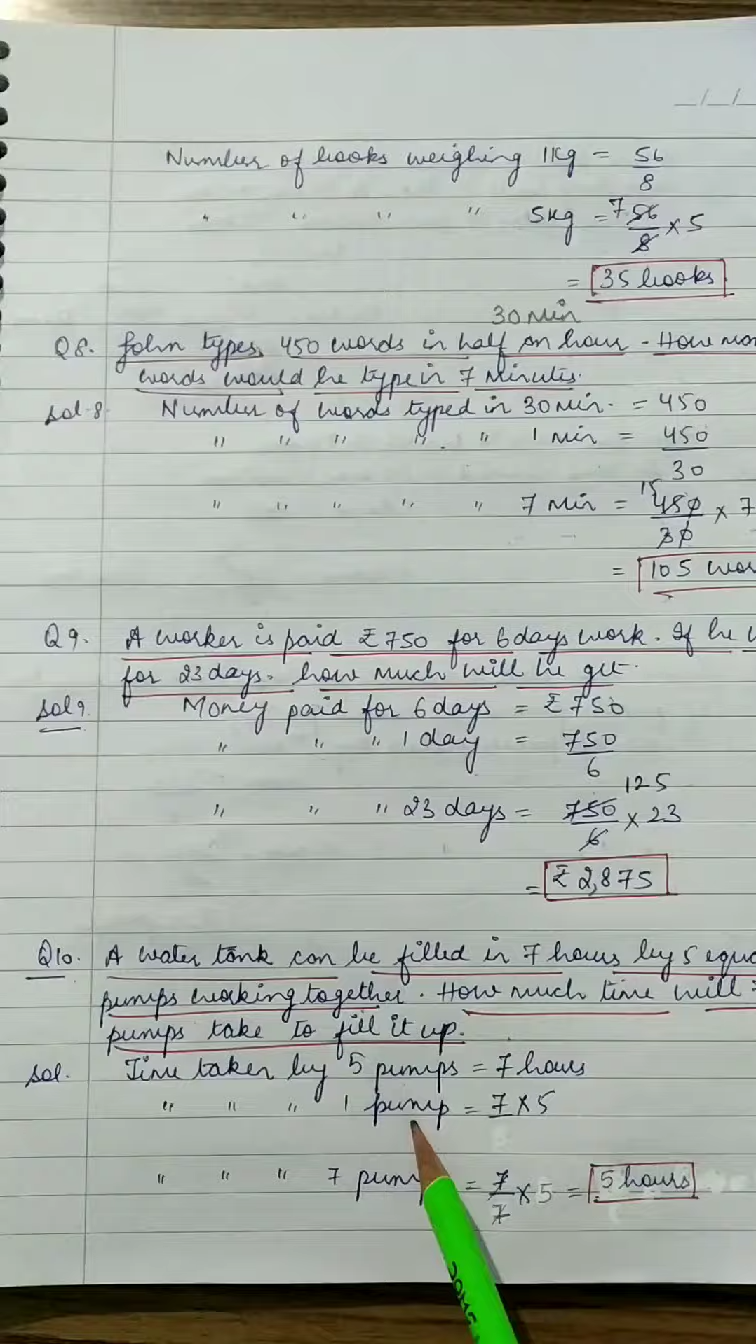 _/_/_
Number of books weighing 1Kg = 56/8
" " " " 5Kg = 7 56/8 × 5
= 35 books
30 Min
Q8. John types 450 words in half an hour - How
words would he type in 7 Minutes.
Sol.8 Number of words typed in 30 Min. = 450
" " " " " 1 Min = 450/30
" " " " " 7 Min = 15 450/30 × 7
= 105
Q9. A worker is paid ₹750 for 6 days work. If he
for 23 days. how much will he get.
Sol9. Money paid for 6 days = ₹750
" " " 1 day = 750/6
125
" " " 23 days = 750/6 × 23
= ₹ 2,875
Q10. A water tank can be filled in 7 hours by 5
pumps working together. How much time will 7
pumps take to fill it up.
Sol. Time taken by 5 pumps = 7 hours
" " " 1 pump = 7 × 5
" " " 7 = 7/7 × 5 = 5 hours